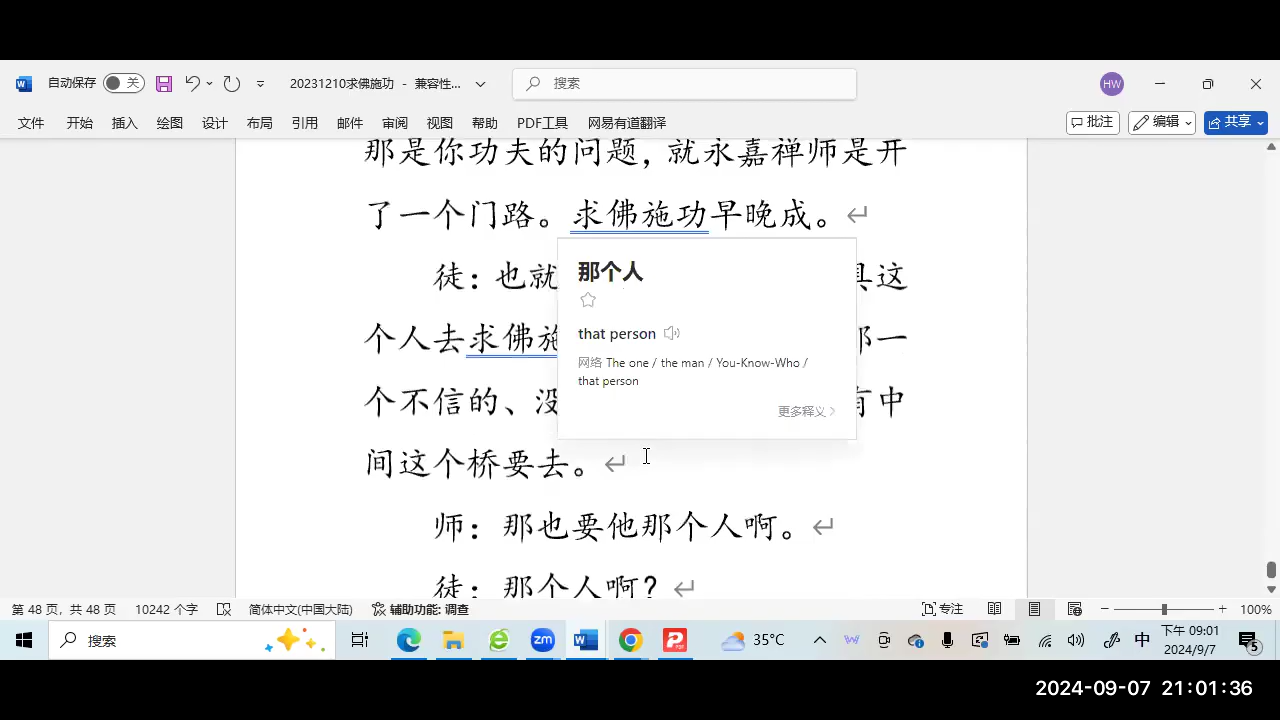 自动保存 关 20231210求佛施功 - 兼容性... 搜索 HW
文件 开始 插入 绘图 设计 布局 引用 邮件 审阅 视图 帮助 PDF工具 网易有道翻译 批注 编辑 共享
那是你功夫的问题，就永嘉禅师是开
了一个门路。求佛施功早晚成。
徒：也就
那个人
个人去求佛
that person
网络 The one / the man / You-Know-Who /
that person
更多释义
个不信的、
中
间这个桥要去。
师：那也要他那个人啊。
徒：那个人啊？
第 48 页，共 48 页 10242 个字 简体中文(中国大陆) 辅助功能: 调查 专注 100%
搜索 35°C 中 下午 09:01
2024/9/7 5
2024-09-07 21:01:36